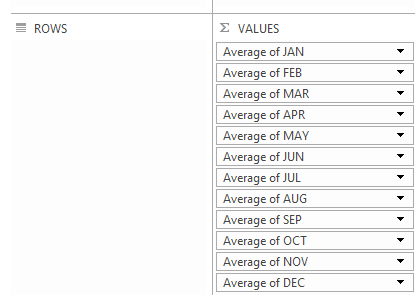 ROWS
Σ VALUES
Average of JAN
Average of FEB
Average of MAR
Average of APR
Average of MAY
Average of JUN
Average of JUL
Average of AUG
Average of SEP
Average of OCT
Average of NOV
Average of DEC